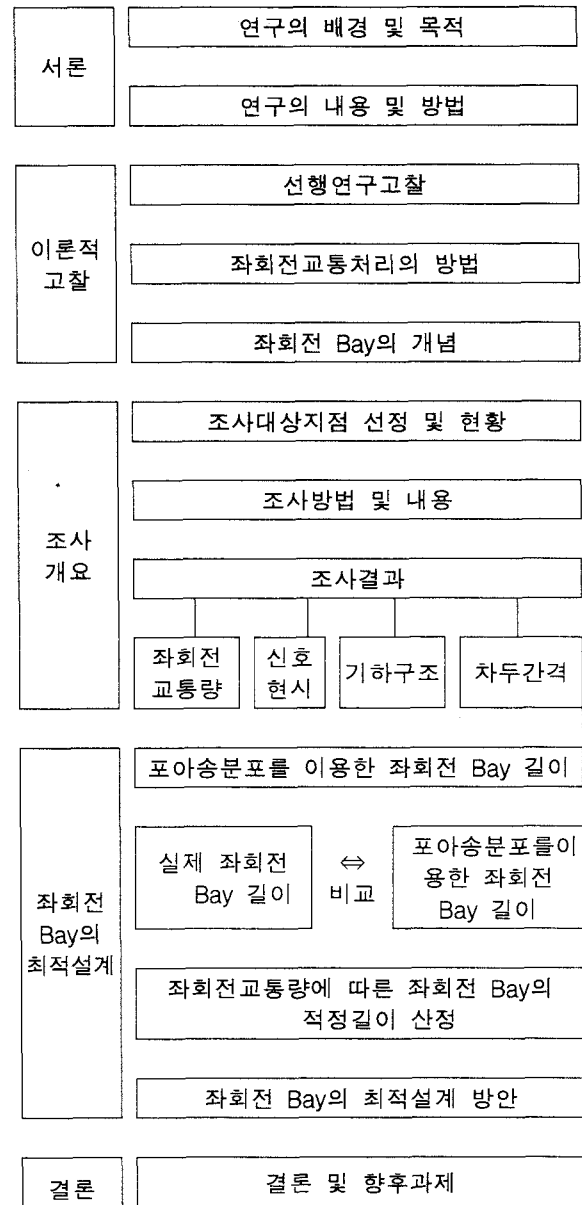 서론
연구의 배경 및 목적
연구의 내용 및 방법
이론적
고찰
선행연구고찰
좌회전교통처리의 방법
좌회전 Bay의 개념
조사
개요
조사대상지점 선정 및 현황
조사방법 및 내용
조사결과
좌회전
교통량
신호
현시
기하구조
차두간격
좌회전
Bay의
최적설계
포아송분포를 이용한 좌회전 Bay 길이
실제 좌회전
Bay 길이
⇔
비교
포아송분포를이
용한 좌회전
Bay 길이
좌회전교통량에 따른 좌회전 Bay의
적정길이 산정
좌회전 Bay의 최적설계 방안
결론
결론 및 향후과제